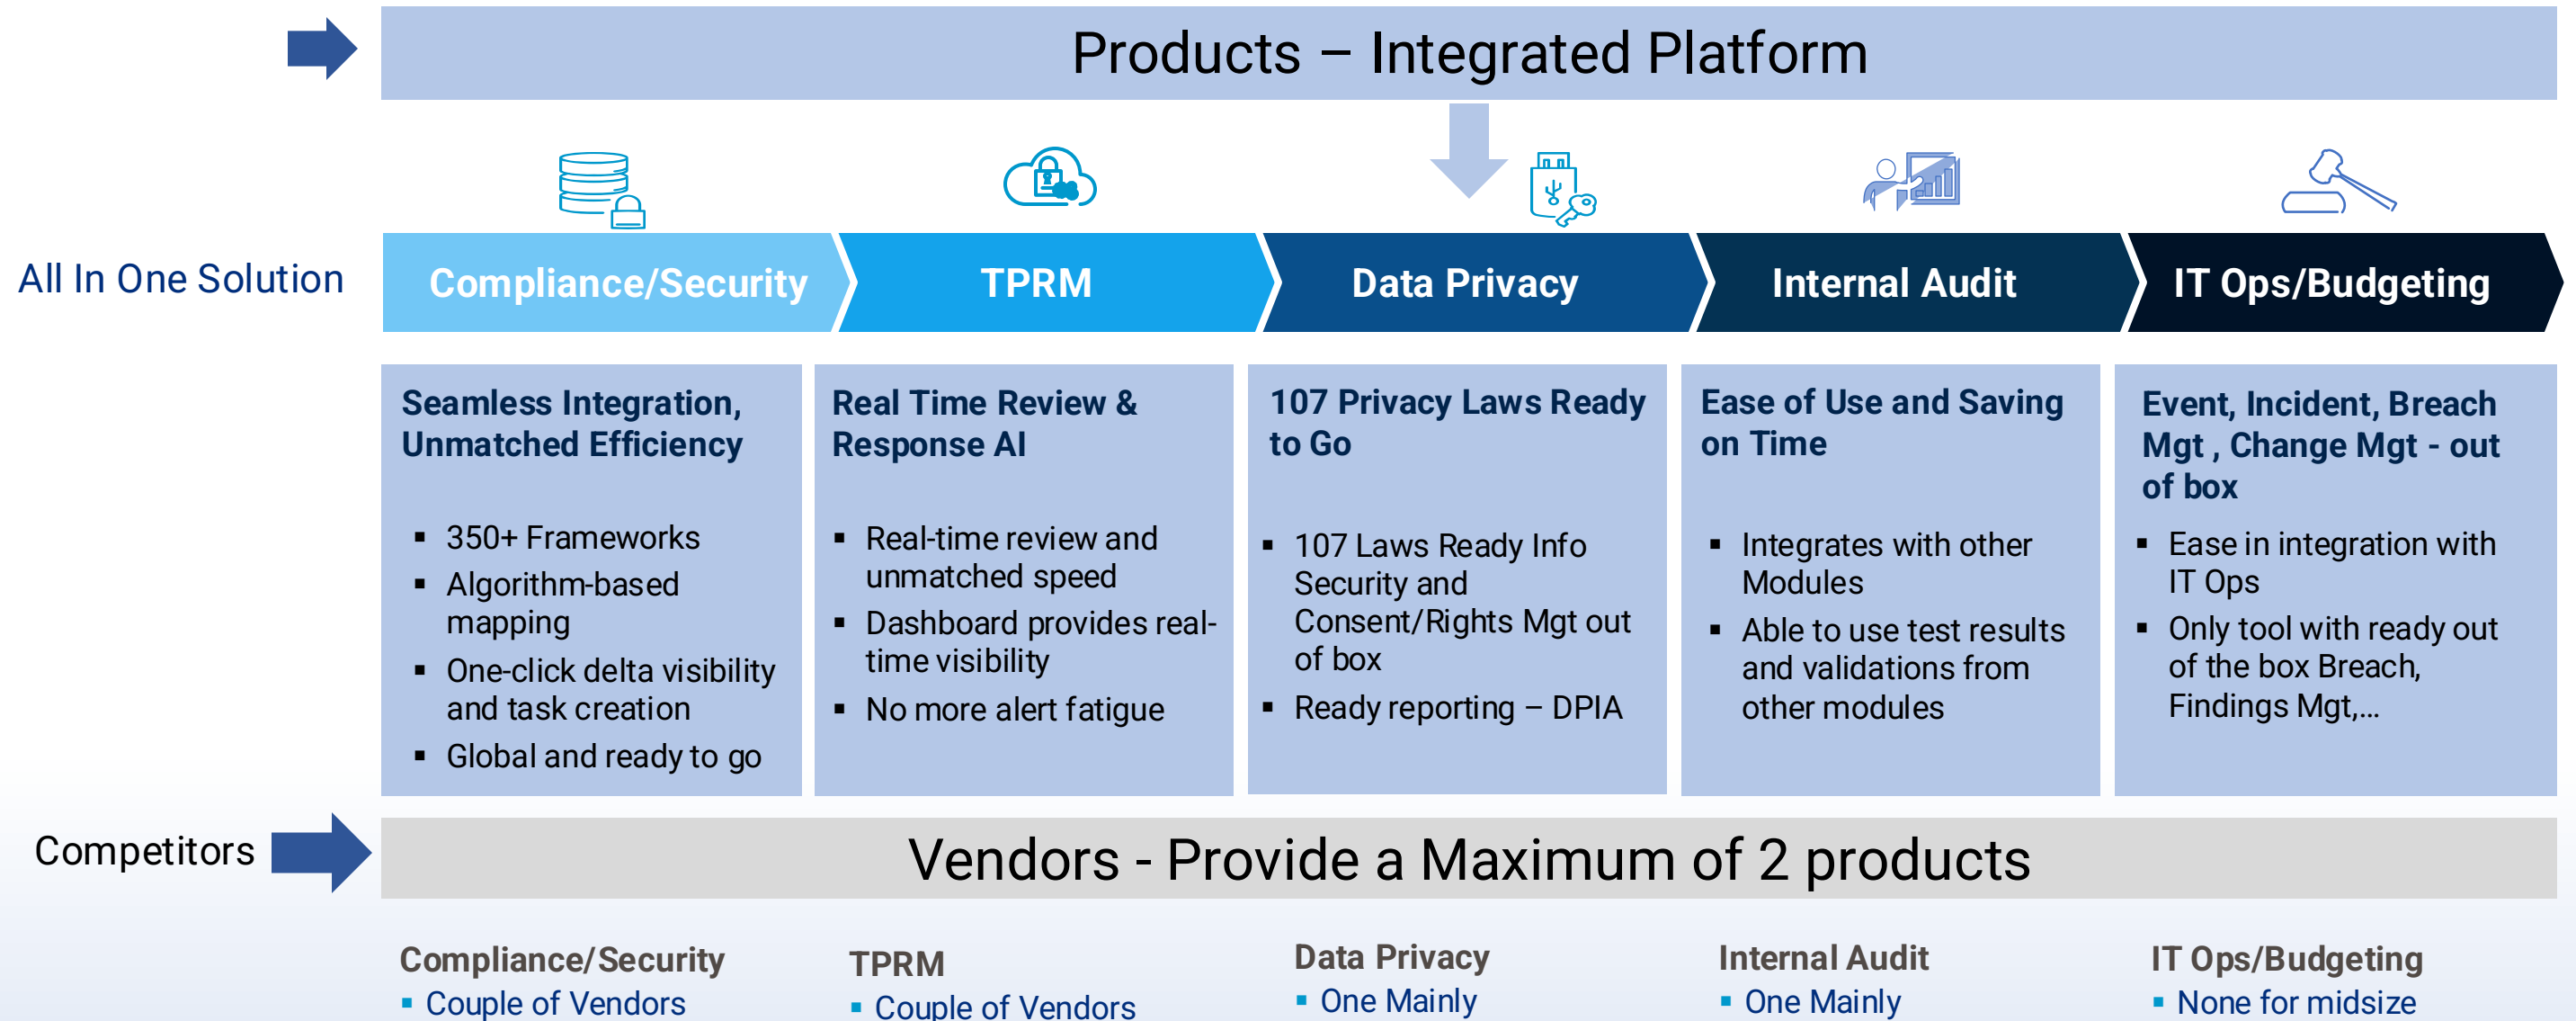 Products – Integrated Platform
All In One Solution
Compliance/Security
TPRM
Data Privacy
Internal Audit
IT Ops/Budgeting
Seamless Integration,
Unmatched Efficiency
▪ 350+ Frameworks
▪ Algorithm-based
mapping
▪ One-click delta visibility
and task creation
▪ Global and ready to go
Real Time Review &
Response AI
▪ Real-time review and
unmatched speed
▪ Dashboard provides real-
time visibility
▪ No more alert fatigue
107 Privacy Laws Ready
to Go
▪ 107 Laws Ready Info
Security and
Consent/Rights Mgt out
of box
▪ Ready reporting – DPIA
Ease of Use and Saving
on Time
▪ Integrates with other
Modules
▪ Able to use test results
and validations from
other modules
Event, Incident, Breach
Mgt , Change Mgt - out
of box
▪ Ease in integration with
IT Ops
▪ Only tool with ready out
of the box Breach,
Findings Mgt,...
Competitors
Vendors - Provide a Maximum of 2 products
Compliance/Security
▪ Couple of Vendors
TPRM
▪ Couple of Vendors
Data Privacy
▪ One Mainly
Internal Audit
▪ One Mainly
IT Ops/Budgeting
▪ None for midsize